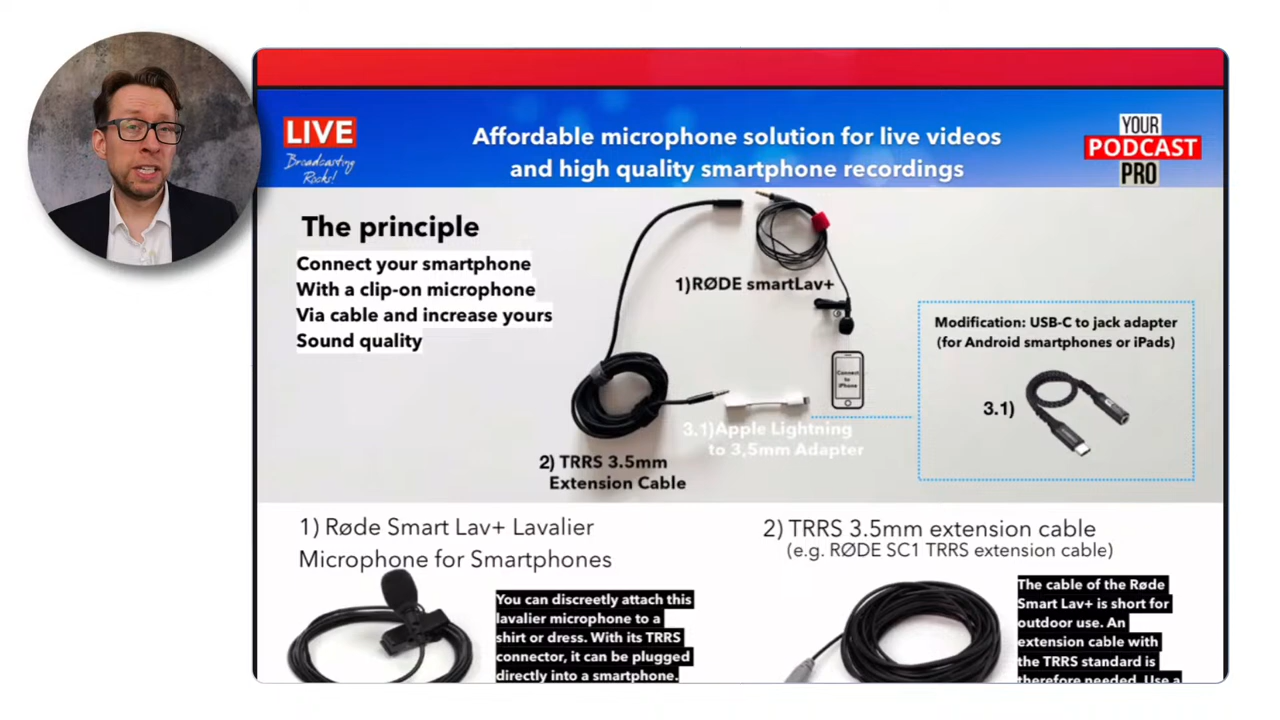 LIVE
Broadcasting
Rocks!
Affordable microphone solution for live videos
and high quality smartphone recordings
YOUR
PODCAST
PRO
The principle
Connect your smartphone
With a clip-on microphone
Via cable and increase yours
Sound quality
1)RØDE smartLav+
Connect
to
iPhone
Modification: USB-C to jack adapter
(for Android smartphones or iPads)
3.1)
3.1)Apple Lightning
to 3,5mm Adapter
2) TRRS 3.5mm
Extension Cable
1) Røde Smart Lav+ Lavalier
Microphone for Smartphones
You can discreetly attach this
lavalier microphone to a
shirt or dress. With its TRRS
connector, it can be plugged
directly into a smartphone.
2) TRRS 3.5mm extension cable
(e.g. RØDE SC1 TRRS extension cable)
The cable of the Røde
Smart Lav+ is short for
outdoor use. An
extension cable with
the TRRS standard is
therefore needed. Use a